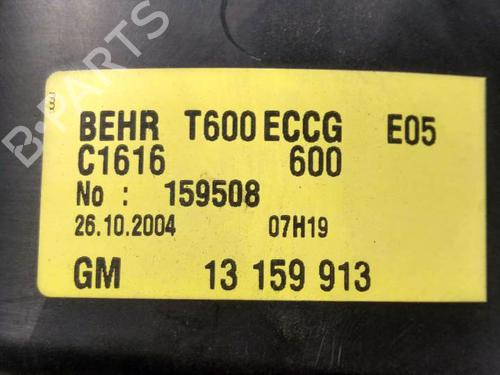 BEHR T600 ECCG E05
C1616 600
No : 159508
26.10.2004 07H19
GM 13 159 913
B-PARTS